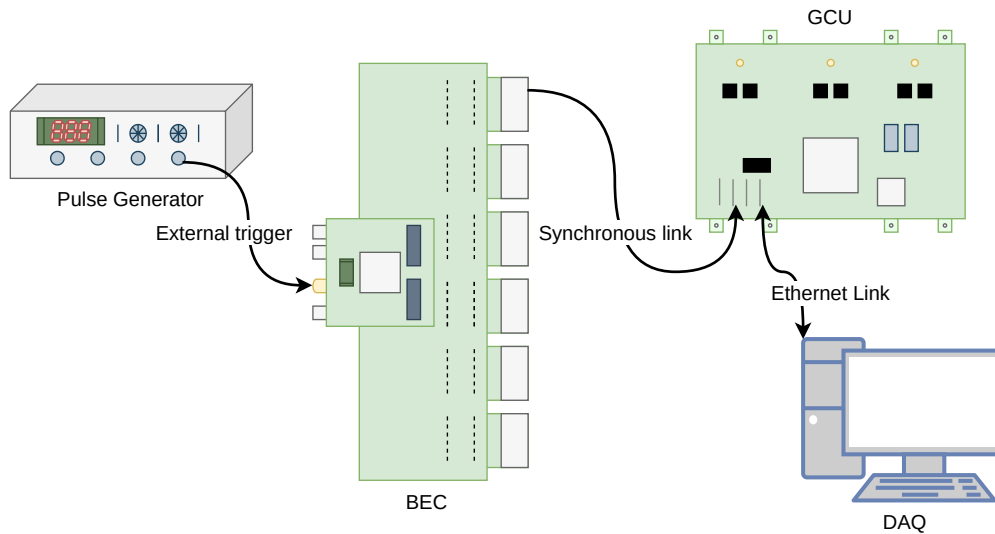 GCU
Pulse Generator
External trigger
Synchronous link
Ethernet Link
BEC
DAQ